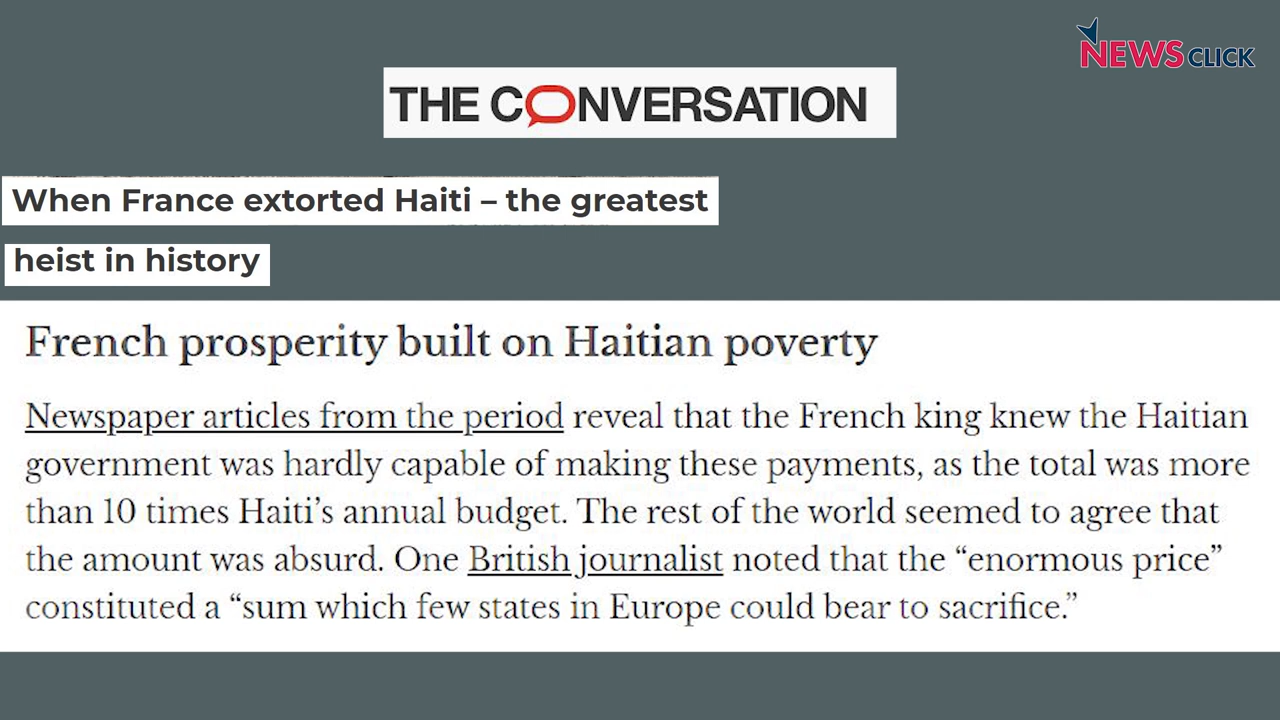 NEWSCLICK
THE CONVERSATION
When France extorted Haiti – the greatest
heist in history
French prosperity built on Haitian poverty
Newspaper articles from the period reveal that the French king knew the Haitian
government was hardly capable of making these payments, as the total was more
than 10 times Haiti’s annual budget. The rest of the world seemed to agree that
the amount was absurd. One British journalist noted that the “enormous price”
constituted a “sum which few states in Europe could bear to sacrifice.”